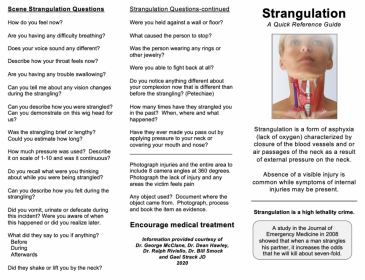 Scene Strangulation Questions
How do you feel now?
Are you having any difficulty breathing?
Does your voice sound any different?
Describe how your throat feels now?
Are you having any trouble swallowing?
Can you tell me about any vision changes
during the strangling?
Can you describe how you were strangled?
Can you demonstrate on this wig head for
us?
Was the strangling brief or lengthy?
Could you estimate how long?
How much pressure was used? Describe it
on scale of 1-10 and was it continuous?
Do you recall what you were thinking
about while you were being strangled?
Can you describe how you felt during the
strangling?
Did you vomit, urinate or defecate during
this incident? Were you aware of when
this happened or did you realize later.
What did they say to you if anything?
Before
During
Afterwards
Did they shake or lift you by the neck?
Strangulation Questions-continued
Were you held against a wall or floor?
What caused the person to stop?
Was the person wearing any rings or
other jewelry?
Were you able to fight back at all?
Do you notice anything different about
your complexion now that is different than
before the strangling? (Petechiae)
How many times have they strangled you
in the past? When, where and what
happened?
Have they ever made you pass out by
applying pressure to your neck or
covering your mouth and nose?
Photograph injuries and the entire area to
include 8 camera angles at 360 degrees.
Photograph the lack of injury and any
areas the victim feels pain
Any object used? Document where the
object came from. Photograph, process
and book the item as evidence.
Encourage medical treatment
Information provided courtesy of
Dr. George McClane, Dr. Dean Hawley,
Dr. Ralph Riviello, Dr. Bill Smock
and Gael Strack JD
2020
Strangulation
A Quick Reference Guide
Strangulation is a form of asphyxia
(lack of oxygen) characterized by
closure of the blood vessels and or
air passages of the neck as a result
of external pressure on the neck.
Absence of a visible injury is
common while symptoms of internal
injuries may be present.
Strangulation is a high lethality crime.
A study in the Journal of
Emergency Medicine in 2008
showed that when a man strangles
his partner, it increases the odds
that he will kill about seven-fold.